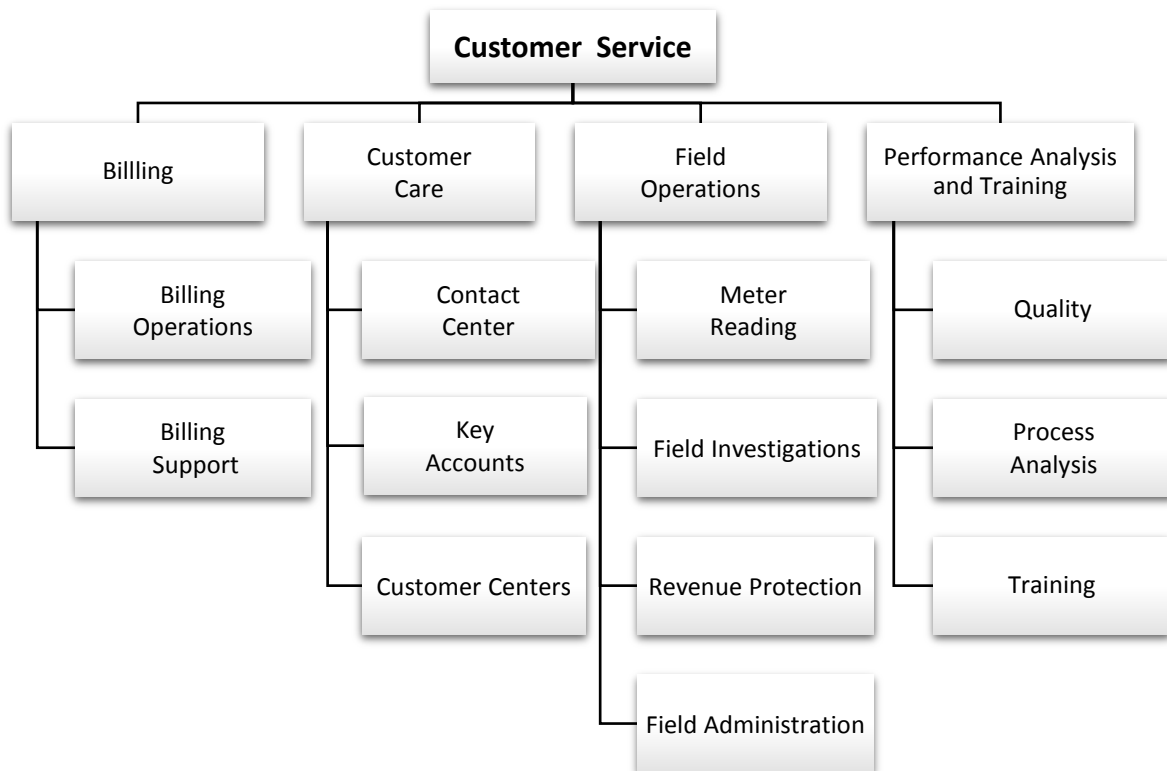 Customer  Service
Billling
Customer
Care
Field
Operations
Performance Analysis
and Training
Billing
Operations
Billing
Support
Contact
Center
Key
Accounts
Customer Centers
Meter
Reading
Field Investigations
Revenue Protection
Field Administration
Quality
Process
Analysis
Training